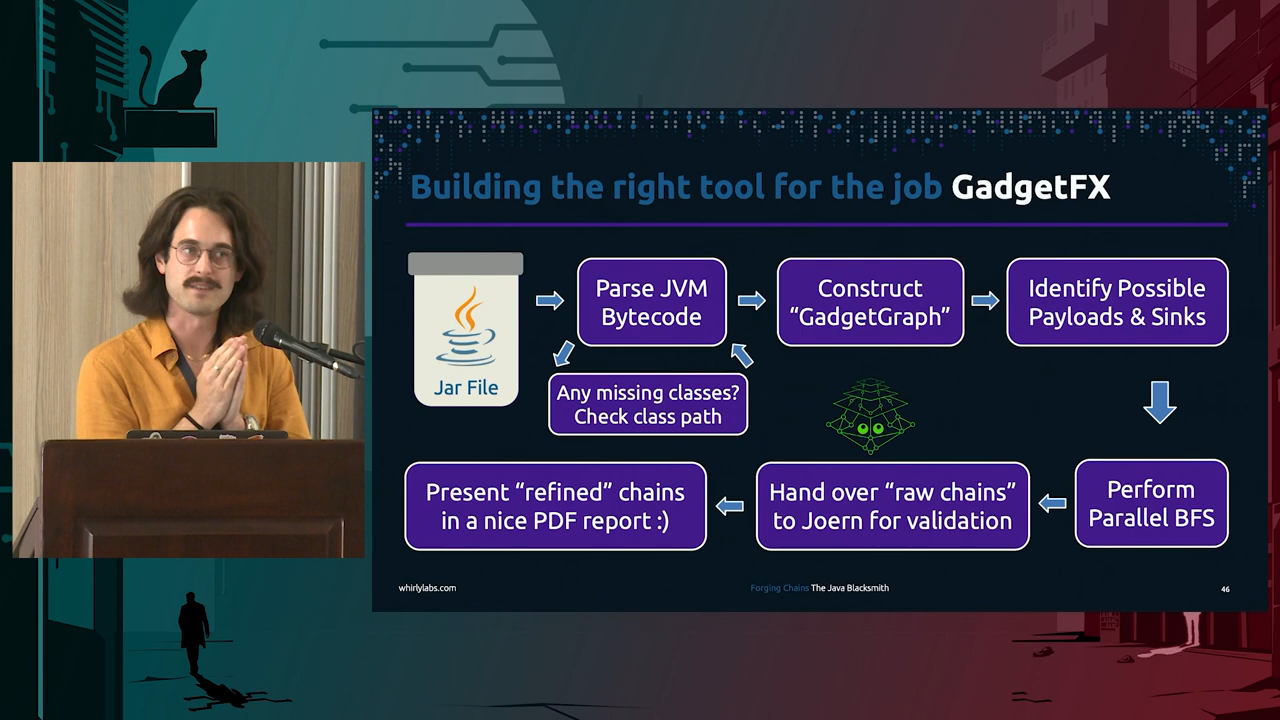 Building the right tool for the job GadgetFX
Jar File
Parse JVM
Bytecode
Construct
“GadgetGraph”
Identify Possible
Payloads & Sinks
Any missing classes?
Check class path
Present “refined” chains
in a nice PDF report :)
Hand over “raw chains”
to Joern for validation
Perform
Parallel BFS
whirlylabs.com
Forging Chains The Java Blacksmith
46